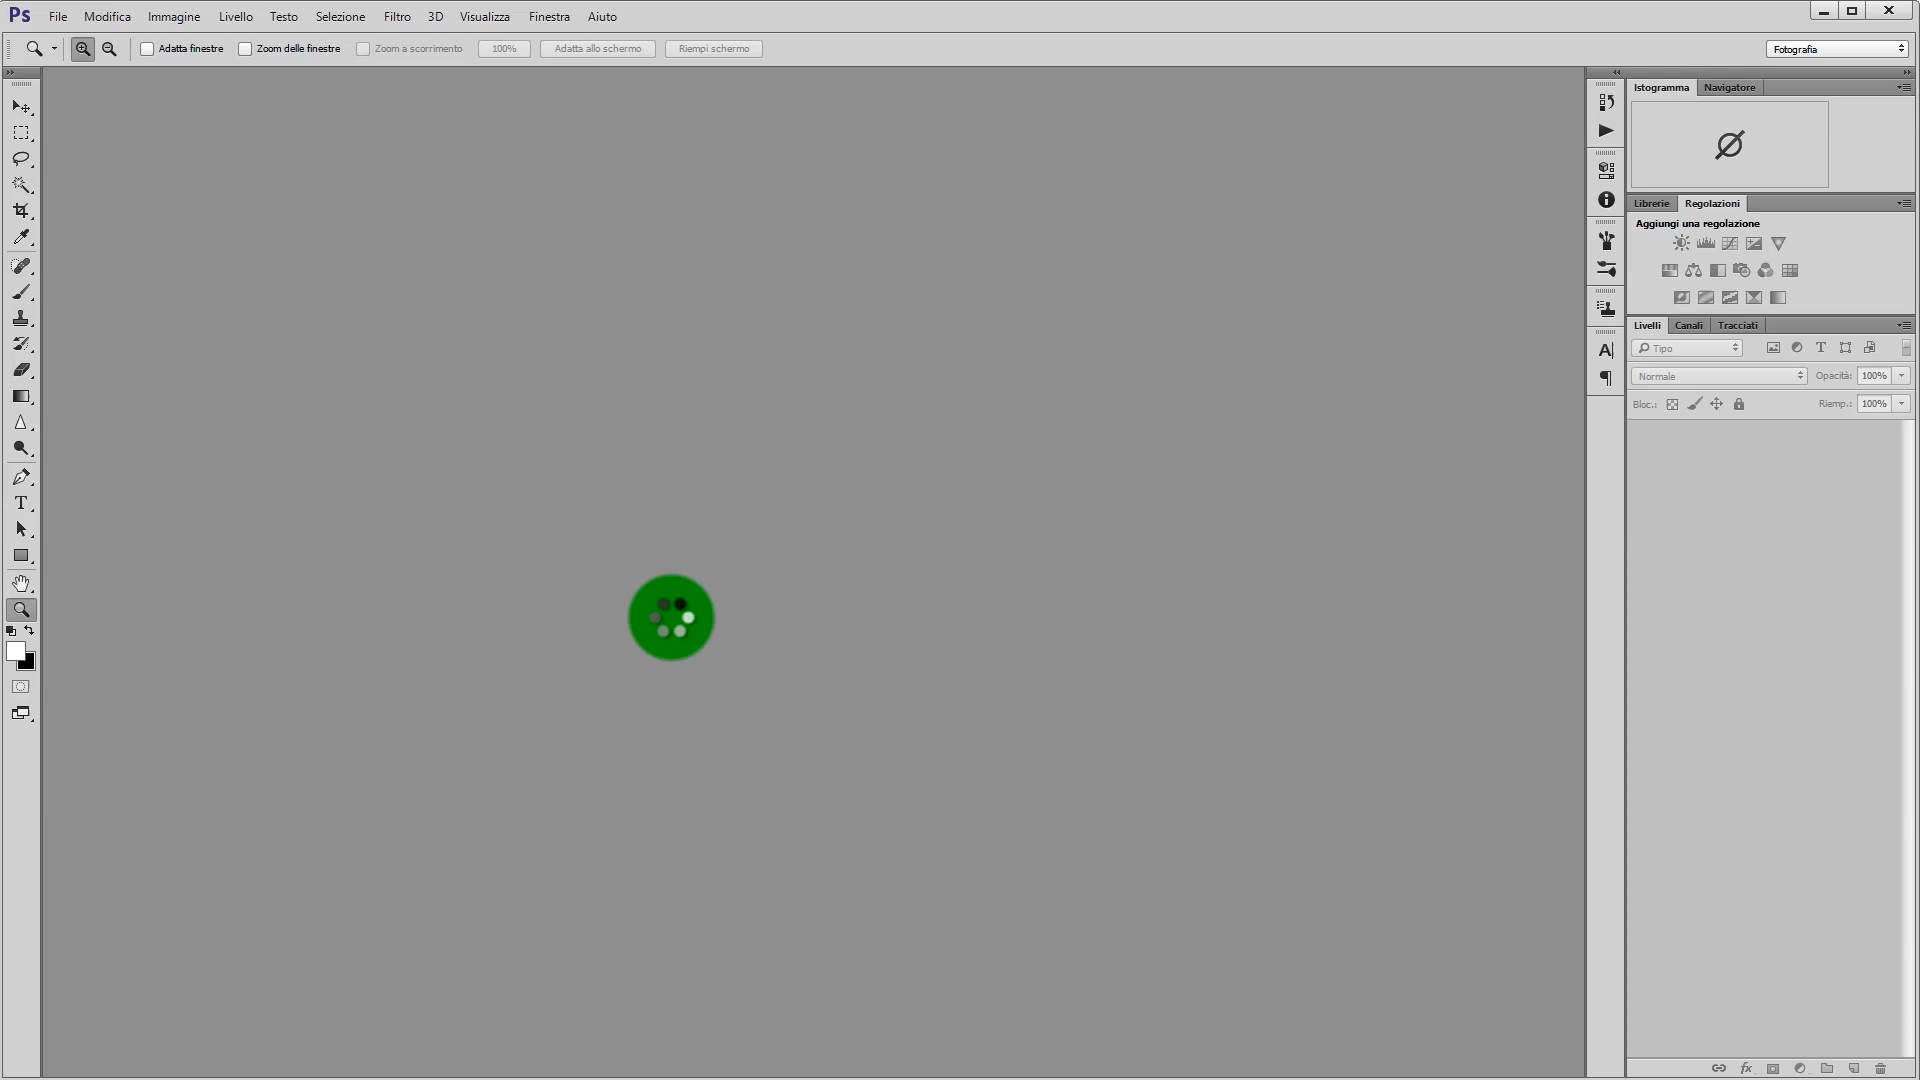 Ps File Modifica Immagine Livello Testo Selezione Filtro 3D Visualizza Finestra Aiuto
Adatta finestre Zoom delle finestre Zoom a scorrimento 100% Adatta allo schermo Riempi schermo Fotografia
Istogramma Navigatore
Librerie Regolazioni
Aggiungi una regolazione
Livelli Canali Tracciati
Tipo
Normale Opacità: 100%
Bloc.: Riemp.: 100%